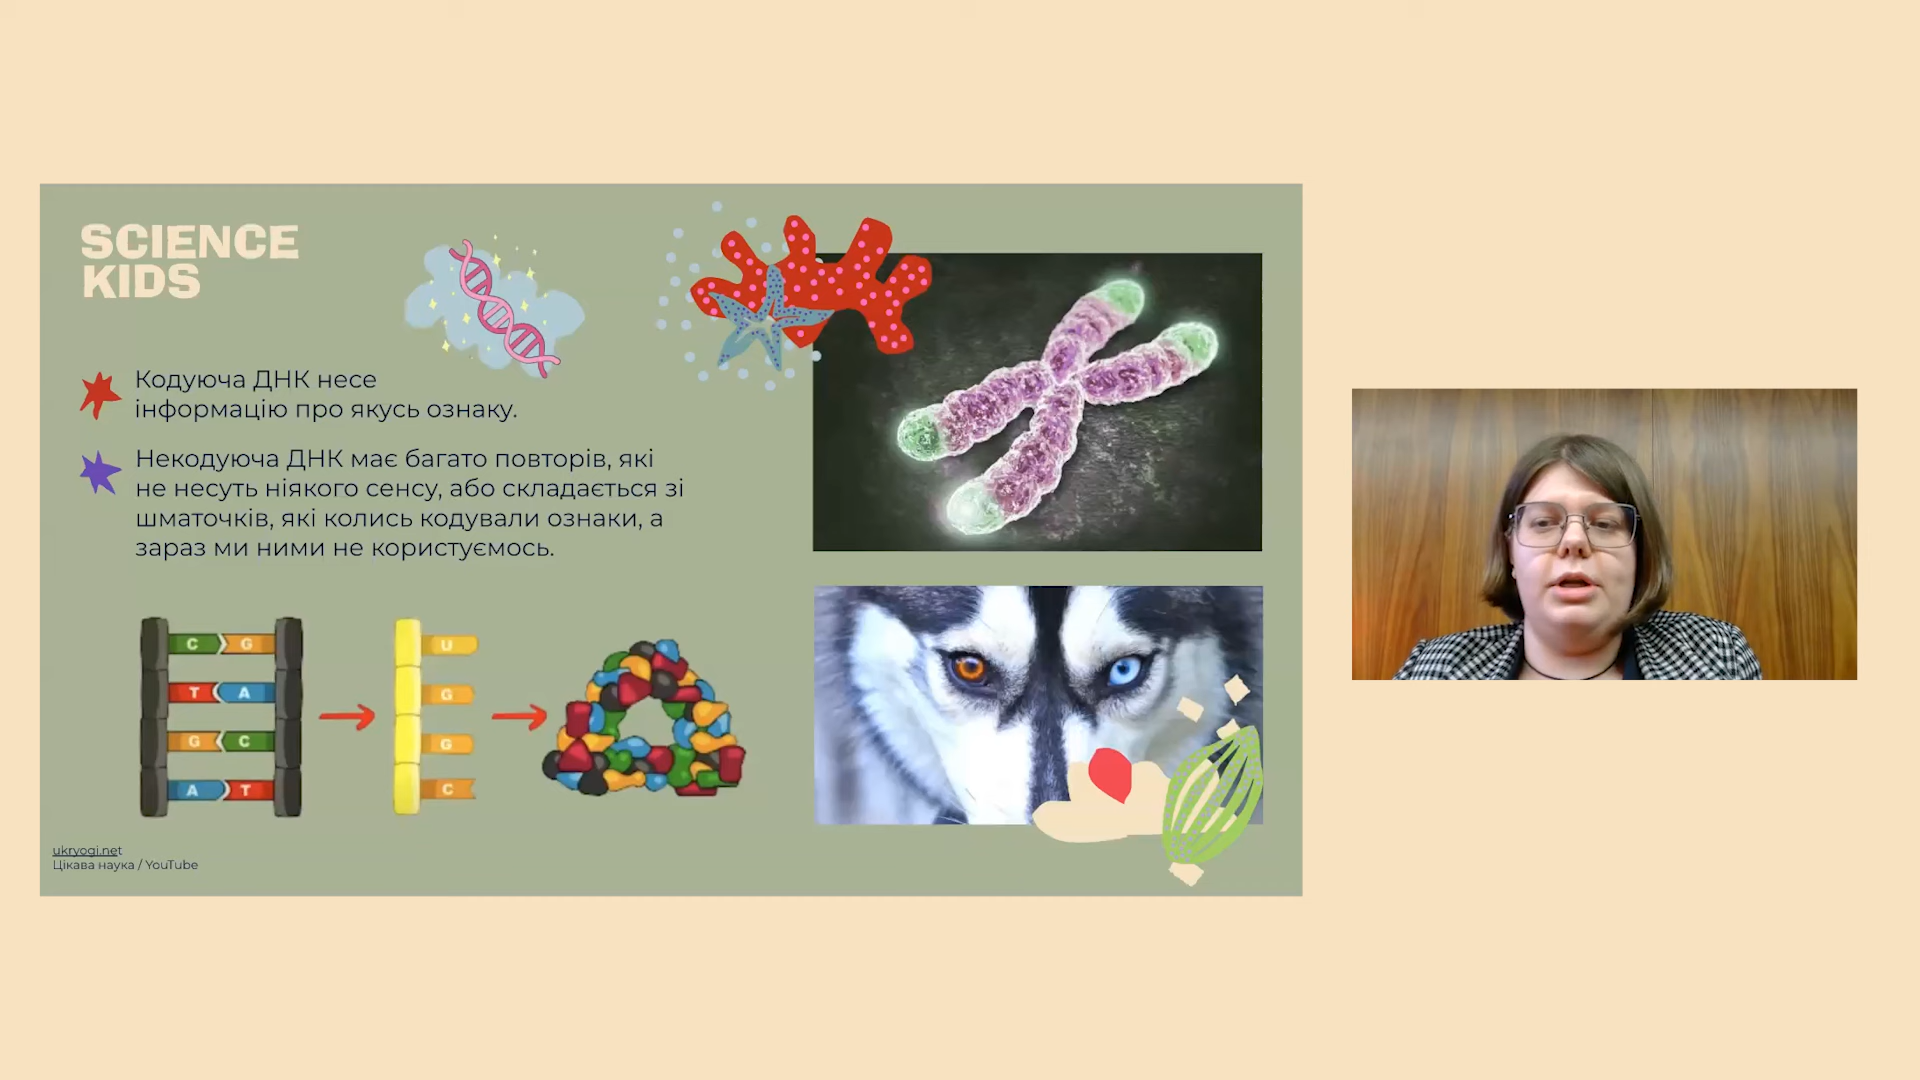 SCIENCE
KIDS
Кодуюча ДНК несе
інформацію про якусь ознаку.
Некодуюча ДНК має багато повторів, які
не несуть ніякого сенсу, або складається зі
шматочків, які колись кодували ознаки, а
зараз ми ними не користуємось.
C G U
T A G
G C G
A T C
ukryogi.net
Цікава наука / YouTube